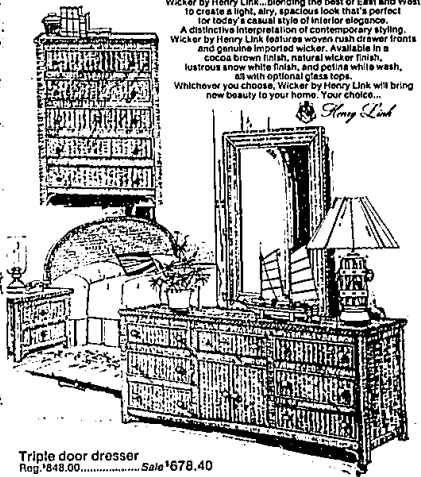 Wicker by Henry Link...blending the best of East and West
to create a light, airy, spacious look that's perfect
for today's casual style of interior elegance.
A distinctive interpretation of contemporary styling.
Wicker by Henry Link features woven rush drawer fronts
and genuine imported wicker. Available in a
cocoa brown finish, natural wicker finish,
lustrous snow white finish, and petina white wash,
all with optional glass tops.
Whichever you choose, Wicker by Henry Link will bring
new beauty to your home. Your choice...
Henry Link
Triple door dresser
Reg. $848.00..................Sale $678.40